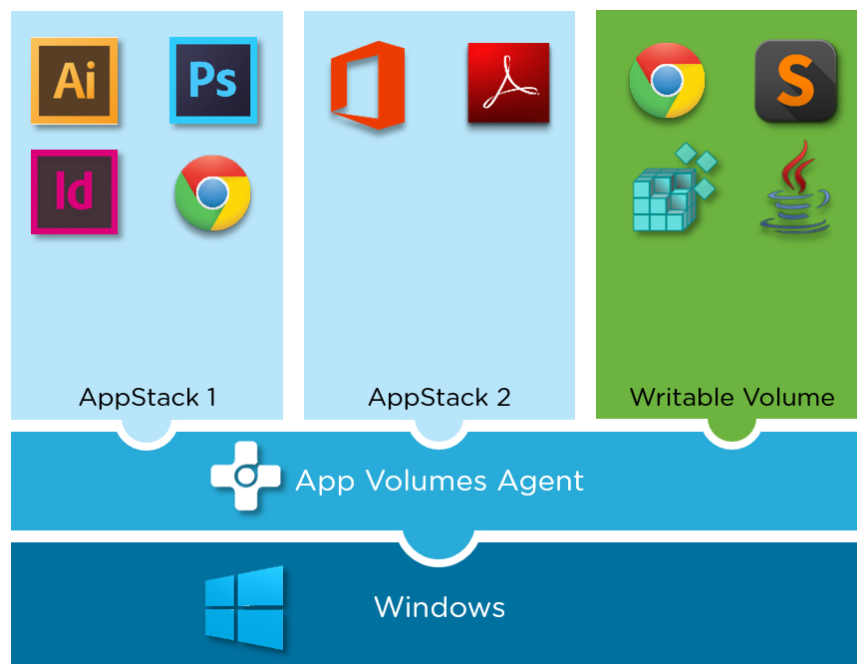 Ai
Ps
Id
S
AppStack 1
AppStack 2
Writable Volume
App Volumes Agent
Windows